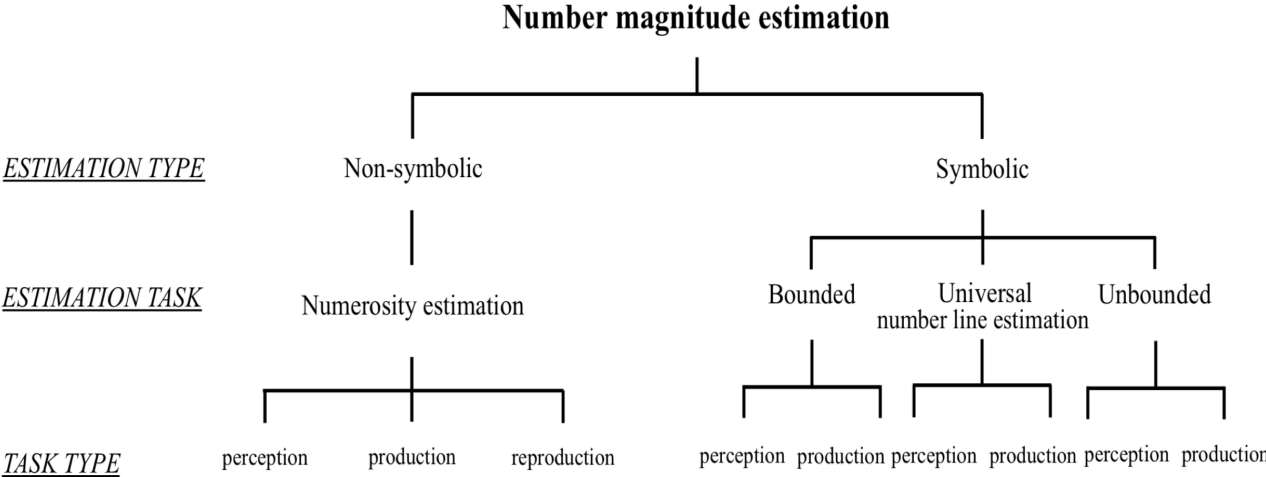 Number magnitude estimation
ESTIMATION TYPE
Non-symbolic
Symbolic
ESTIMATION TASK
Numerosity estimation
Bounded
Universal
number line estimation
Unbounded
TASK TYPE
perception
production
reproduction
perception
production
perception
production
perception
production